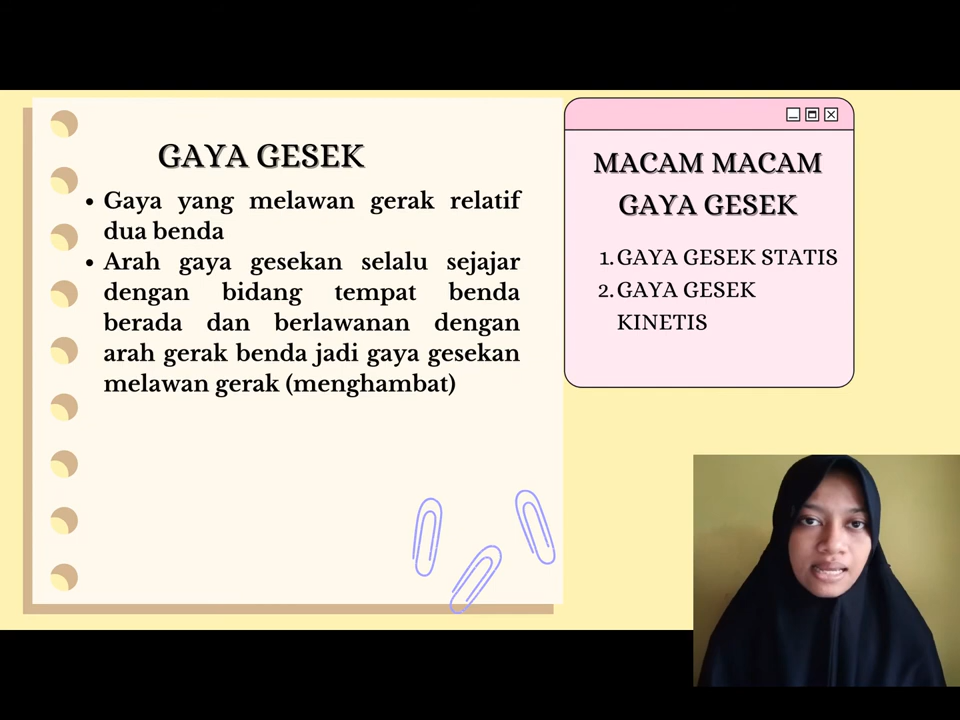 GAYA GESEK
• Gaya yang melawan gerak relatif
dua benda
• Arah gaya gesekan selalu sejajar
dengan bidang tempat benda
berada dan berlawanan dengan
arah gerak benda jadi gaya gesekan
melawan gerak (menghambat)
MACAM MACAM
GAYA GESEK
1. GAYA GESEK STATIS
2. GAYA GESEK
KINETIS